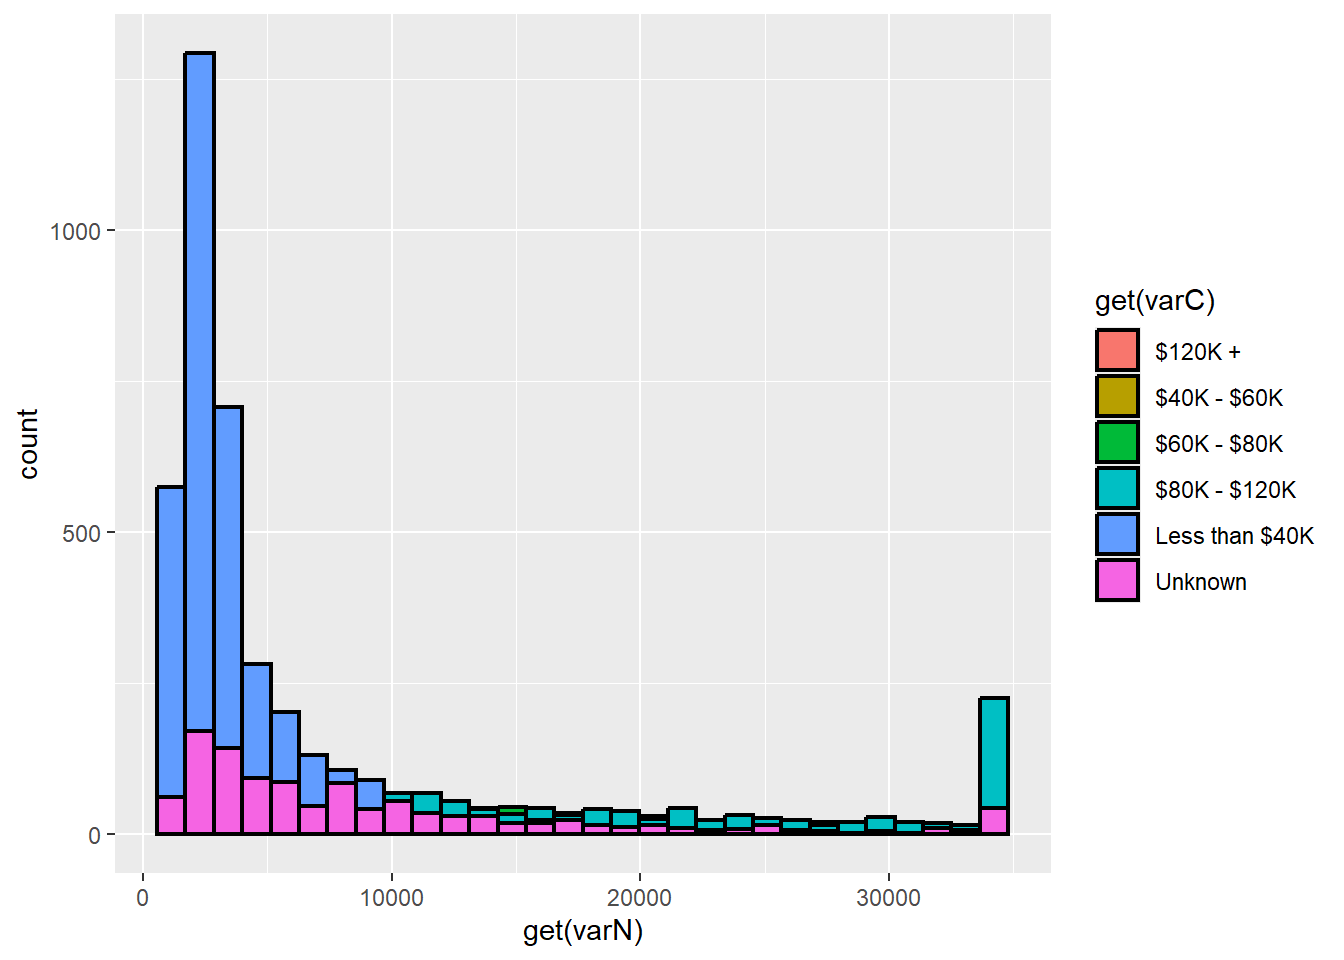 1000
500
0
count
0
10000
20000
30000
get(varN)
get(varC)
$120K +
$40K - $60K
$60K - $80K
$80K - $120K
Less than $40K
Unknown